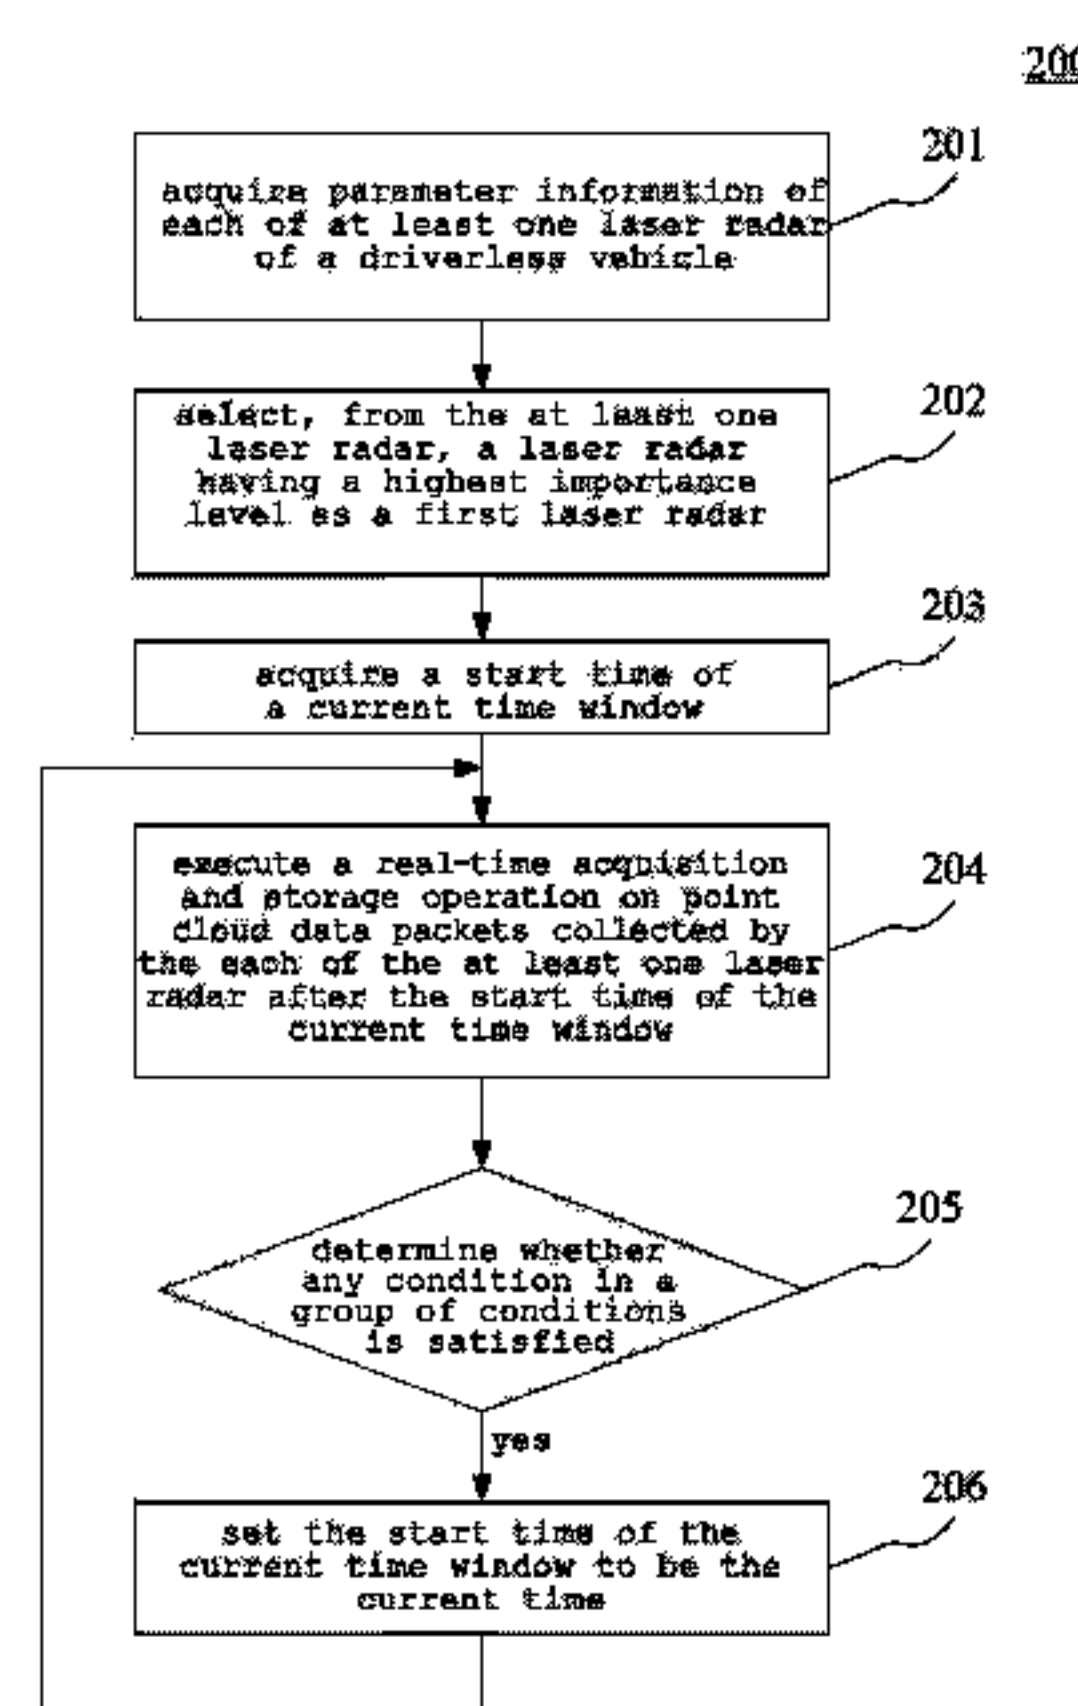 200
201
acquire parameter information of
each of at least one laser radar
of a driverless vehicle
202
select, from the at least one
laser radar, a laser radar
having a highest importance
level as a first laser radar
203
acquire a start time of
a current time window
execute a real-time acquisition
204
and storage operation on point
cloud data packets collected by
the each of the at least one laser
radar after the start time of the
current time window
205
determine whether
any condition in a
group of conditions
is satisfied
yes
206
set the start time of the
current time window to be the
current time